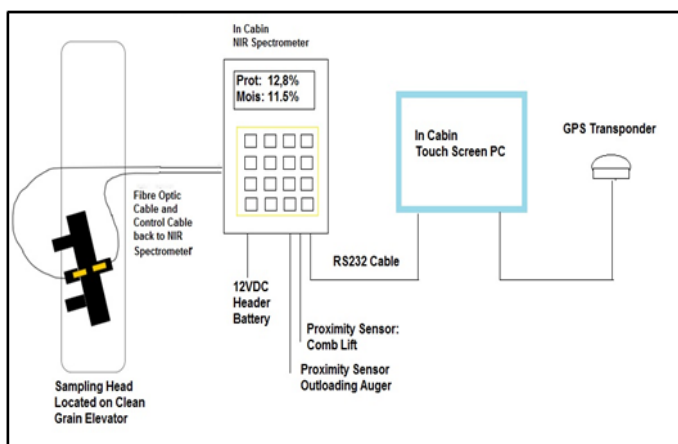 In Cabin
NIR Spectrometer
Prot: 12,8%
Mois: 11.5%
In Cabin
Touch Screen PC
GPS Transponder
Fibre Optic
Cable and
Control Cable
back to NIR
Spectrometer
RS232 Cable
12VDC
Header
Battery
Proximity Sensor:
Comb Lift
Proximity Sensor
Outloading Auger
Sampling Head
Located on Clean
Grain Elevator